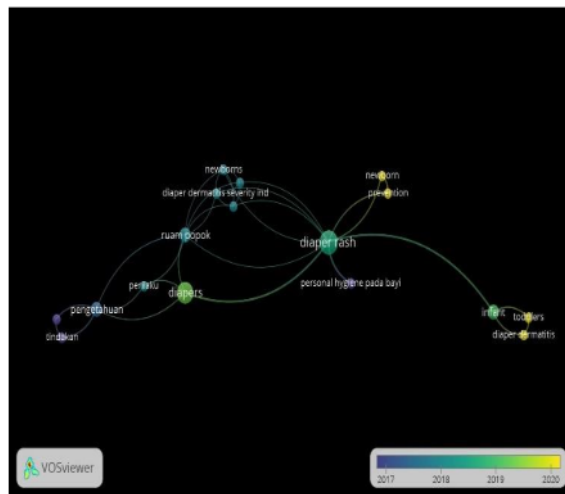 newborns
newborn
diaper dermatitis severity ind
prevention
ruam popok
diaper rash
personal hygiene pada bayi
perilaku
diapers
pengetahuan
infant
toddlers
tindakan
diaper dermatitis
VOSviewer
2017 2018 2019 2020